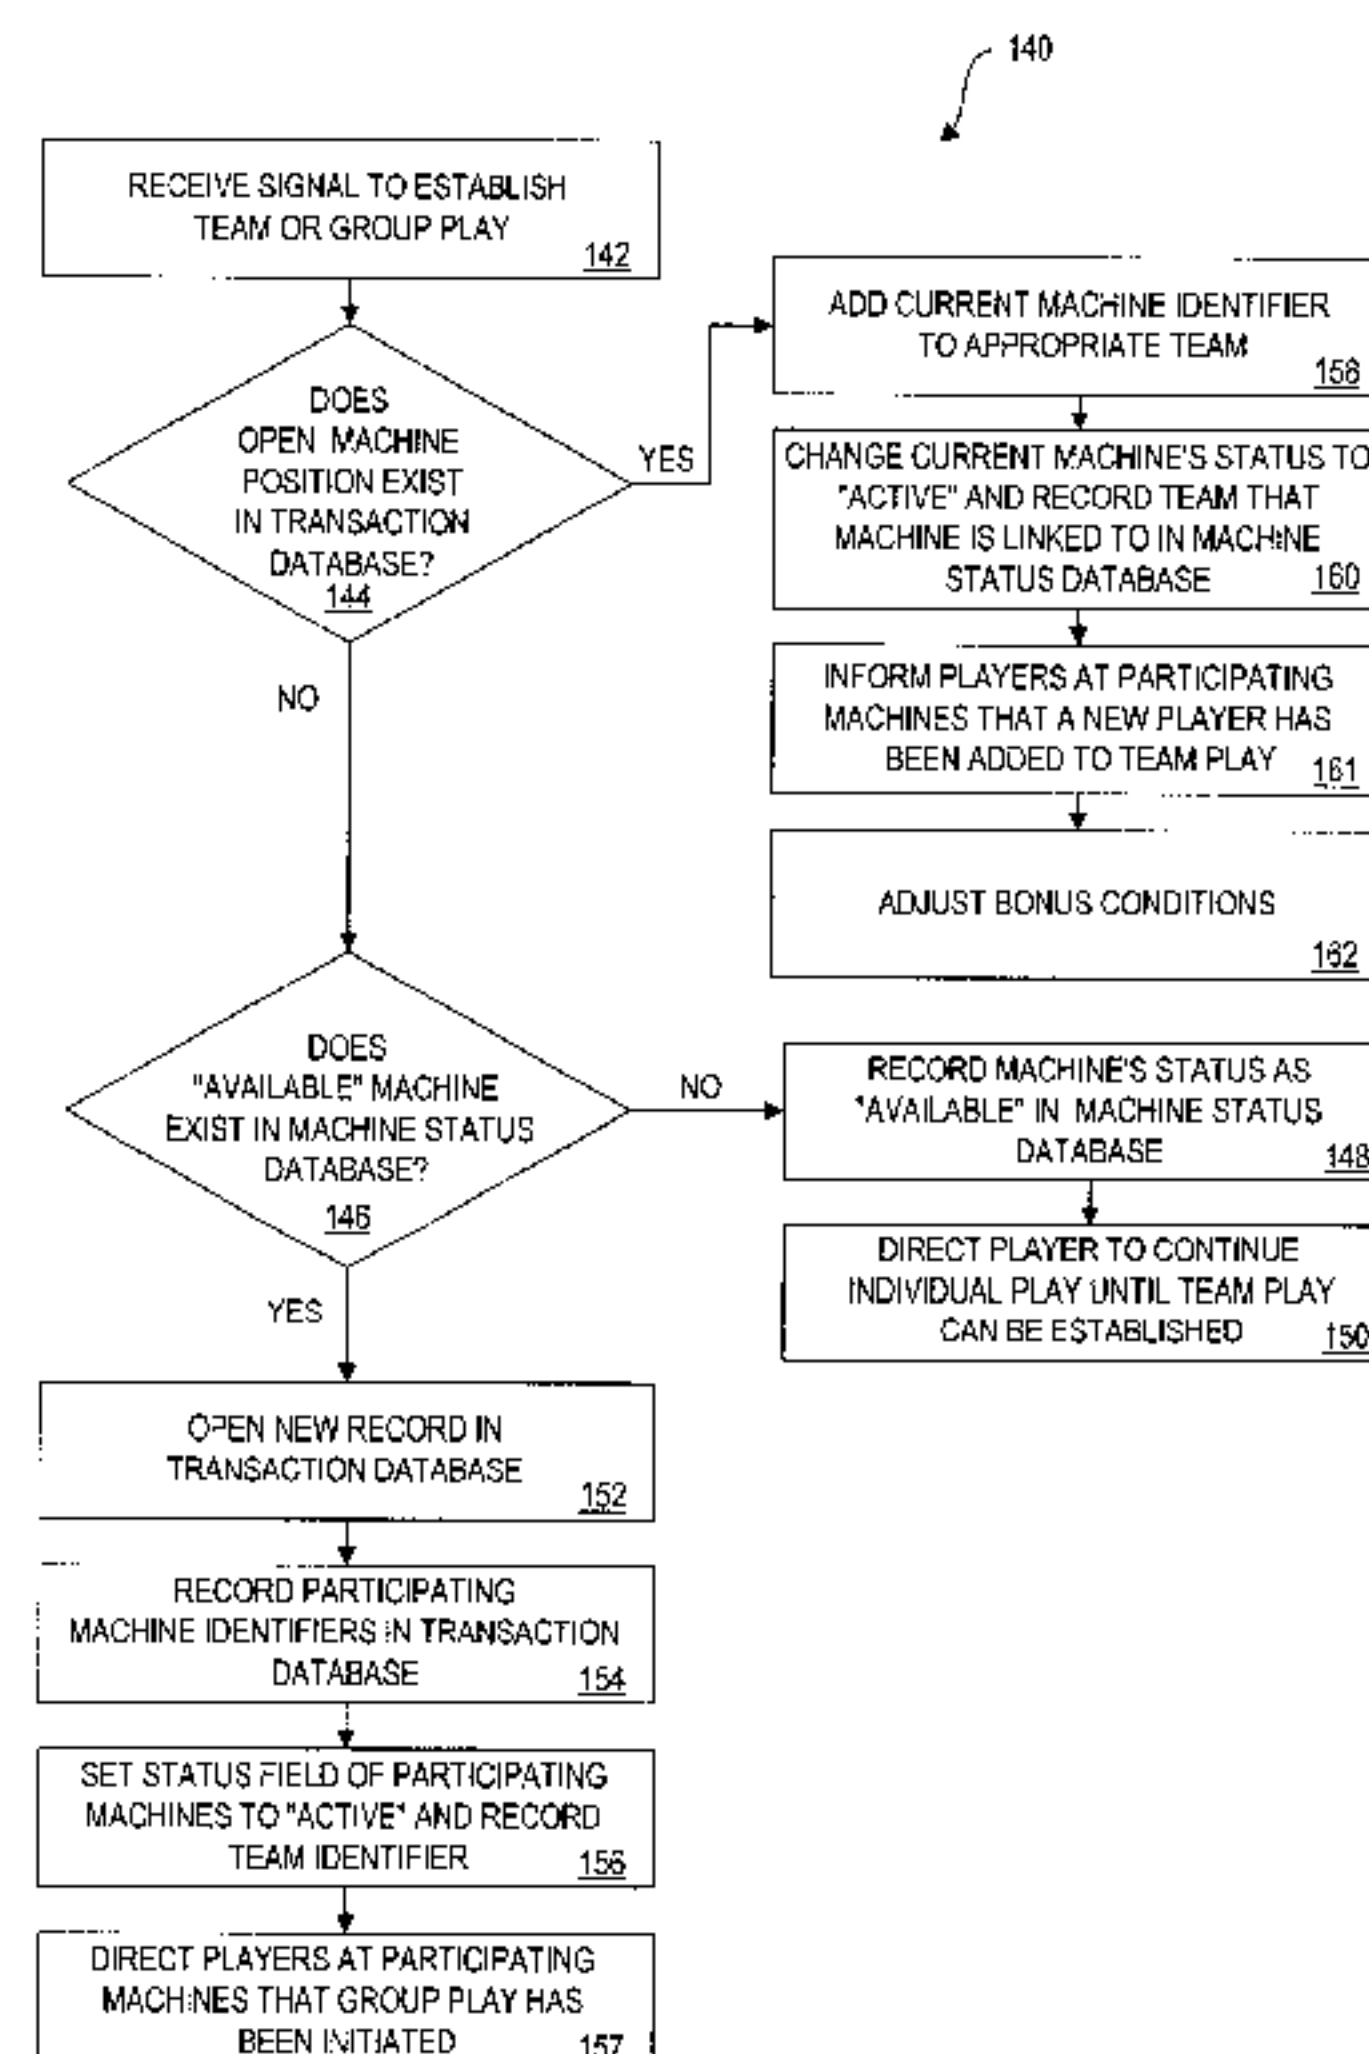 140
RECEIVE SIGNAL TO ESTABLISH
TEAM OR GROUP PLAY
142
DOES
OPEN MACHINE
POSITION EXIST
IN TRANSACTION
DATABASE?
144
YES
NO
ADD CURRENT MACHINE IDENTIFIER
TO APPROPRIATE TEAM
158
CHANGE CURRENT MACHINE'S STATUS TO
"ACTIVE" AND RECORD TEAM THAT
MACHINE IS LINKED TO IN MACHINE
STATUS DATABASE
160
INFORM PLAYERS AT PARTICIPATING
MACHINES THAT A NEW PLAYER HAS
BEEN ADDED TO TEAM PLAY
161
ADJUST BONUS CONDITIONS
162
DOES
"AVAILABLE" MACHINE
EXIST IN MACHINE STATUS
DATABASE?
146
NO
YES
RECORD MACHINE'S STATUS AS
"AVAILABLE" IN MACHINE STATUS
DATABASE
148
DIRECT PLAYER TO CONTINUE
INDIVIDUAL PLAY UNTIL TEAM PLAY
CAN BE ESTABLISHED
150
OPEN NEW RECORD IN
TRANSACTION DATABASE
152
RECORD PARTICIPATING
MACHINE IDENTIFIERS IN TRANSACTION
DATABASE
154
SET STATUS FIELD OF PARTICIPATING
MACHINES TO "ACTIVE" AND RECORD
TEAM IDENTIFIER
156
DIRECT PLAYERS AT PARTICIPATING
MACHINES THAT GROUP PLAY HAS
BEEN INITIATED
157